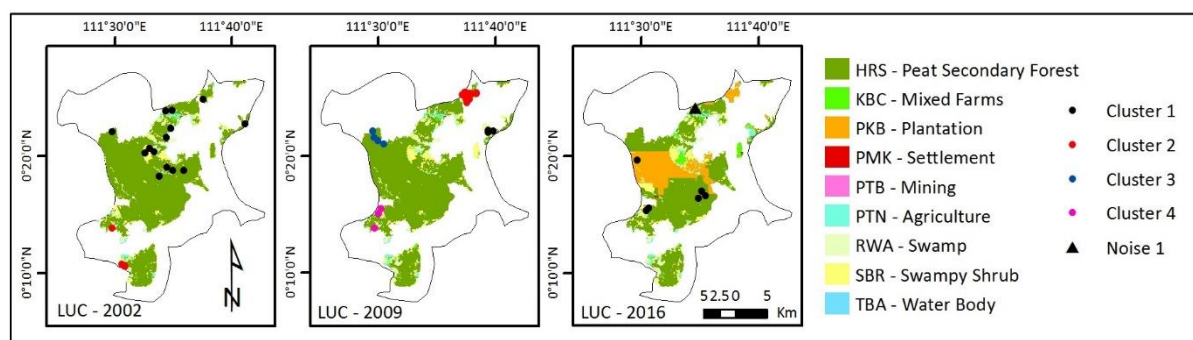 111°30'0"E 111°40'0"E 111°30'0"E 111°40'0"E 111°30'0"E 111°40'0"E
0°20'0"N 0°20'0"N 0°20'0"N
0°10'0"N 0°10'0"N 0°10'0"N
LUC - 2002
N
LUC - 2009
LUC - 2016
52.50 5
Km
HRS - Peat Secondary Forest
KBC - Mixed Farms
PKB - Plantation
PMK - Settlement
PTB - Mining
PTN - Agriculture
RWA - Swamp
SBR - Swampy Shrub
TBA - Water Body
Cluster 1
Cluster 2
Cluster 3
Cluster 4
Noise 1